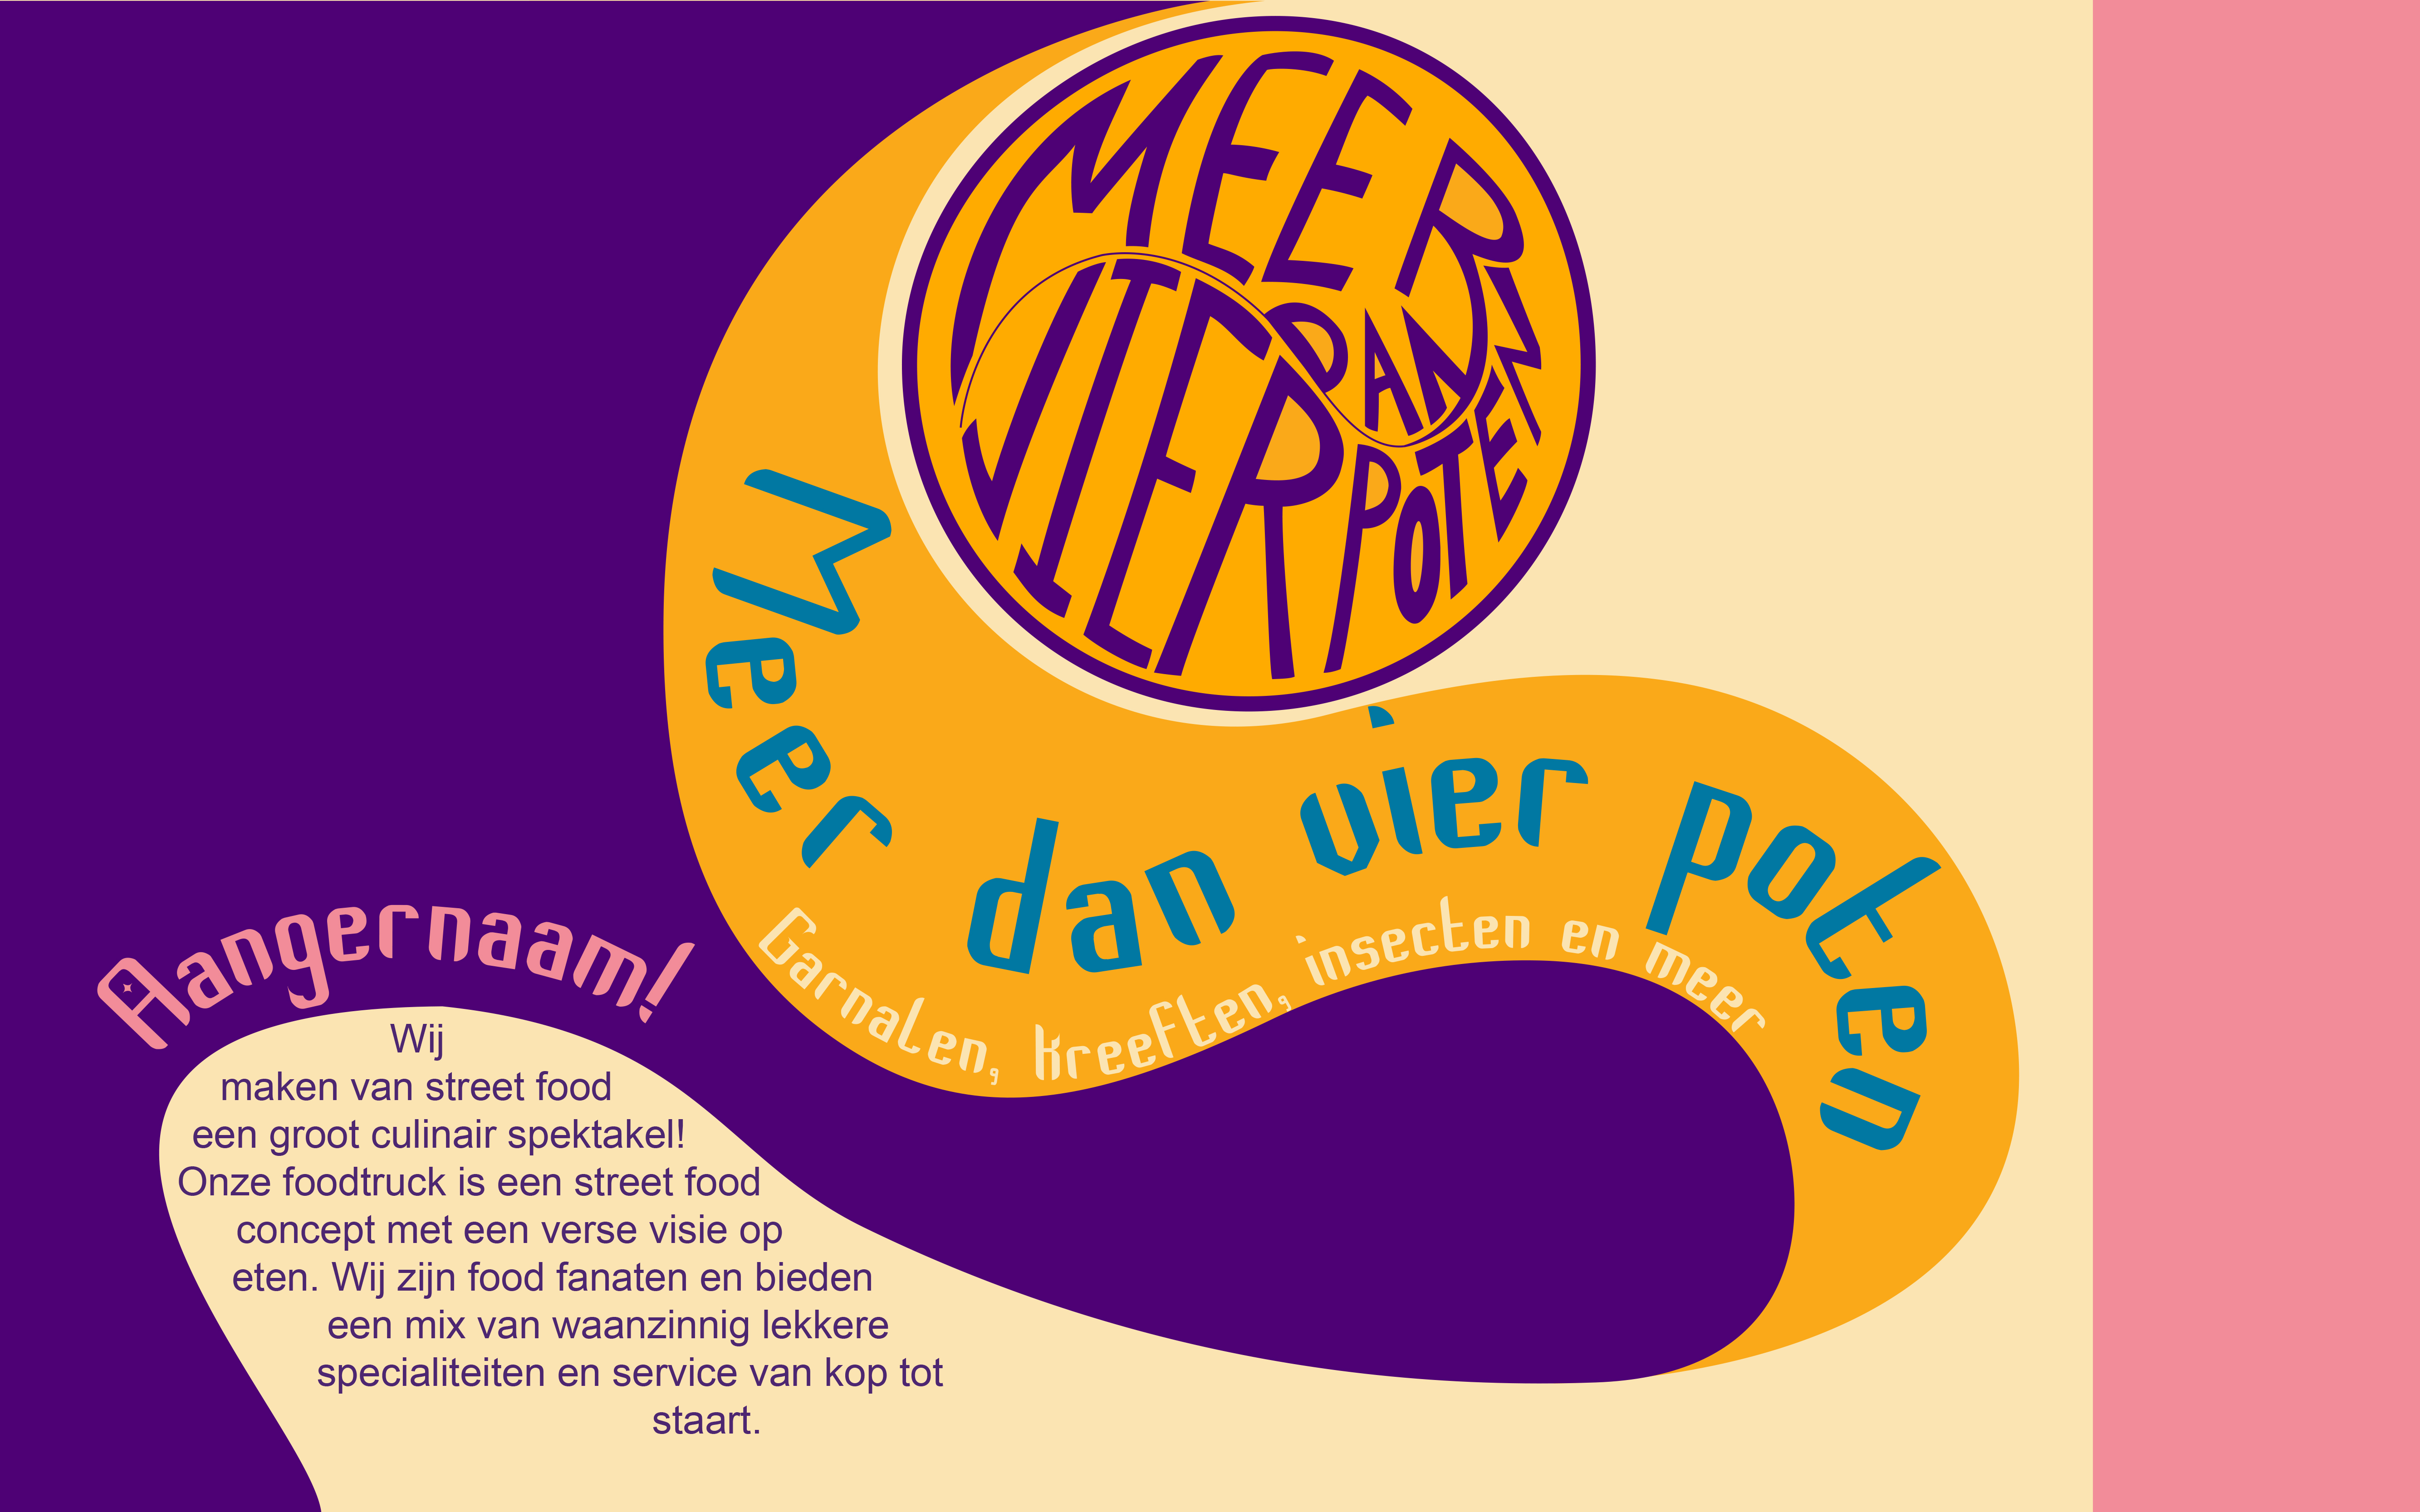 MEER
DAN
VIER
POTEN
Meer dan vier poten
Garnalen, kreeften, insecten en meer
Aangernaam!
Wij
maken van street food
een groot culinair spektakel!
Onze foodtruck is een street food
concept met een verse visie op
eten. Wij zijn food fanaten en bieden
een mix van waanzinnig lekkere
specialiteiten en service van kop tot
staart.